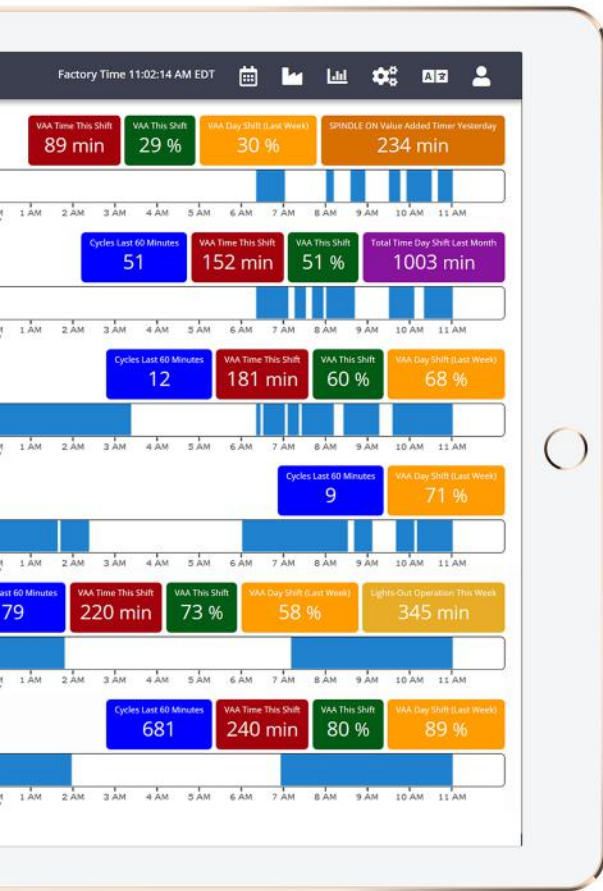 Factory Time 11:02:14 AM EDT
A
VAA Time This Shift VAA This Shift VAA Day Shift (Last Week) SPINDLE ON Value Added Timer Yesterday
89 min 29 % 30 % 234 min
1 AM 2 AM 3 AM 4 AM 5 AM 6 AM 7 AM 8 AM 9 AM 10 AM 11 AM
Cycles Last 60 Minutes VAA Time This Shift VAA This Shift Total Time Day Shift Last Month
51 152 min 51 % 1003 min
1 AM 2 AM 3 AM 4 AM 5 AM 6 AM 7 AM 8 AM 9 AM 10 AM 11 AM
Cycles Last 60 Minutes VAA Time This Shift VAA This Shift VAA Day Shift (Last Week)
12 181 min 60 % 68 %
1 AM 2 AM 3 AM 4 AM 5 AM 6 AM 7 AM 8 AM 9 AM 10 AM 11 AM
Cycles Last 60 Minutes VAA Day Shift (Last Week)
9 71 %
1 AM 2 AM 3 AM 4 AM 5 AM 6 AM 7 AM 8 AM 9 AM 10 AM 11 AM
60 Minutes VAA Time This Shift VAA This Shift VAA Day Shift (Last Week) Lights-Out Operation This Week
79 220 min 73 % 58 % 345 min
1 AM 2 AM 3 AM 4 AM 5 AM 6 AM 7 AM 8 AM 9 AM 10 AM 11 AM
Cycles Last 60 Minutes VAA Time This Shift VAA This Shift VAA Day Shift (Last Week)
681 240 min 80 % 89 %
1 AM 2 AM 3 AM 4 AM 5 AM 6 AM 7 AM 8 AM 9 AM 10 AM 11 AM